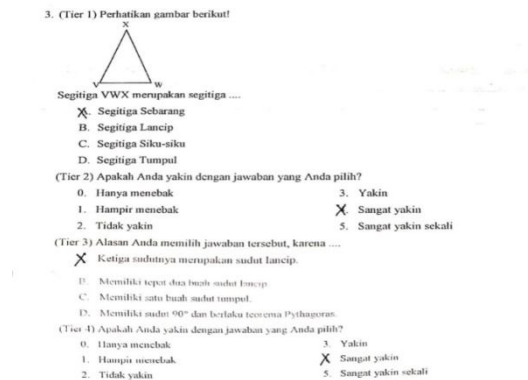 3. (Tier 1) Perhatikan gambar berikut!
X
V
W
Segitiga VWX merupakan segitiga ....
A. Segitiga Sebarang
B. Segitiga Lancip
C. Segitiga Siku-siku
D. Segitiga Tumpul
(Tier 2) Apakah Anda yakin dengan jawaban yang Anda pilih?
0. Hanya menebak
3. Yakin
1. Hampir menebak
X Sangat yakin
2. Tidak yakin
5. Sangat yakin sekali
(Tier 3) Alasan Anda memilih jawaban tersebut, karena ....
X Ketiga sudutnya merupakan sudut lancip.
B. Memiliki tepat dua buah sudut lancip
C. Memiliki satu buah sudut tumpul.
D. Memiliki sudut 90° dan berlaku teorema Pythagoras.
(Tier 4) Apakah Anda yakin dengan jawaban yang Anda pilih?
0. Hanya menebak
3. Yakin
1. Hampir menebak
X Sangat yakin
2. Tidak yakin
5. Sangat yakin sekali